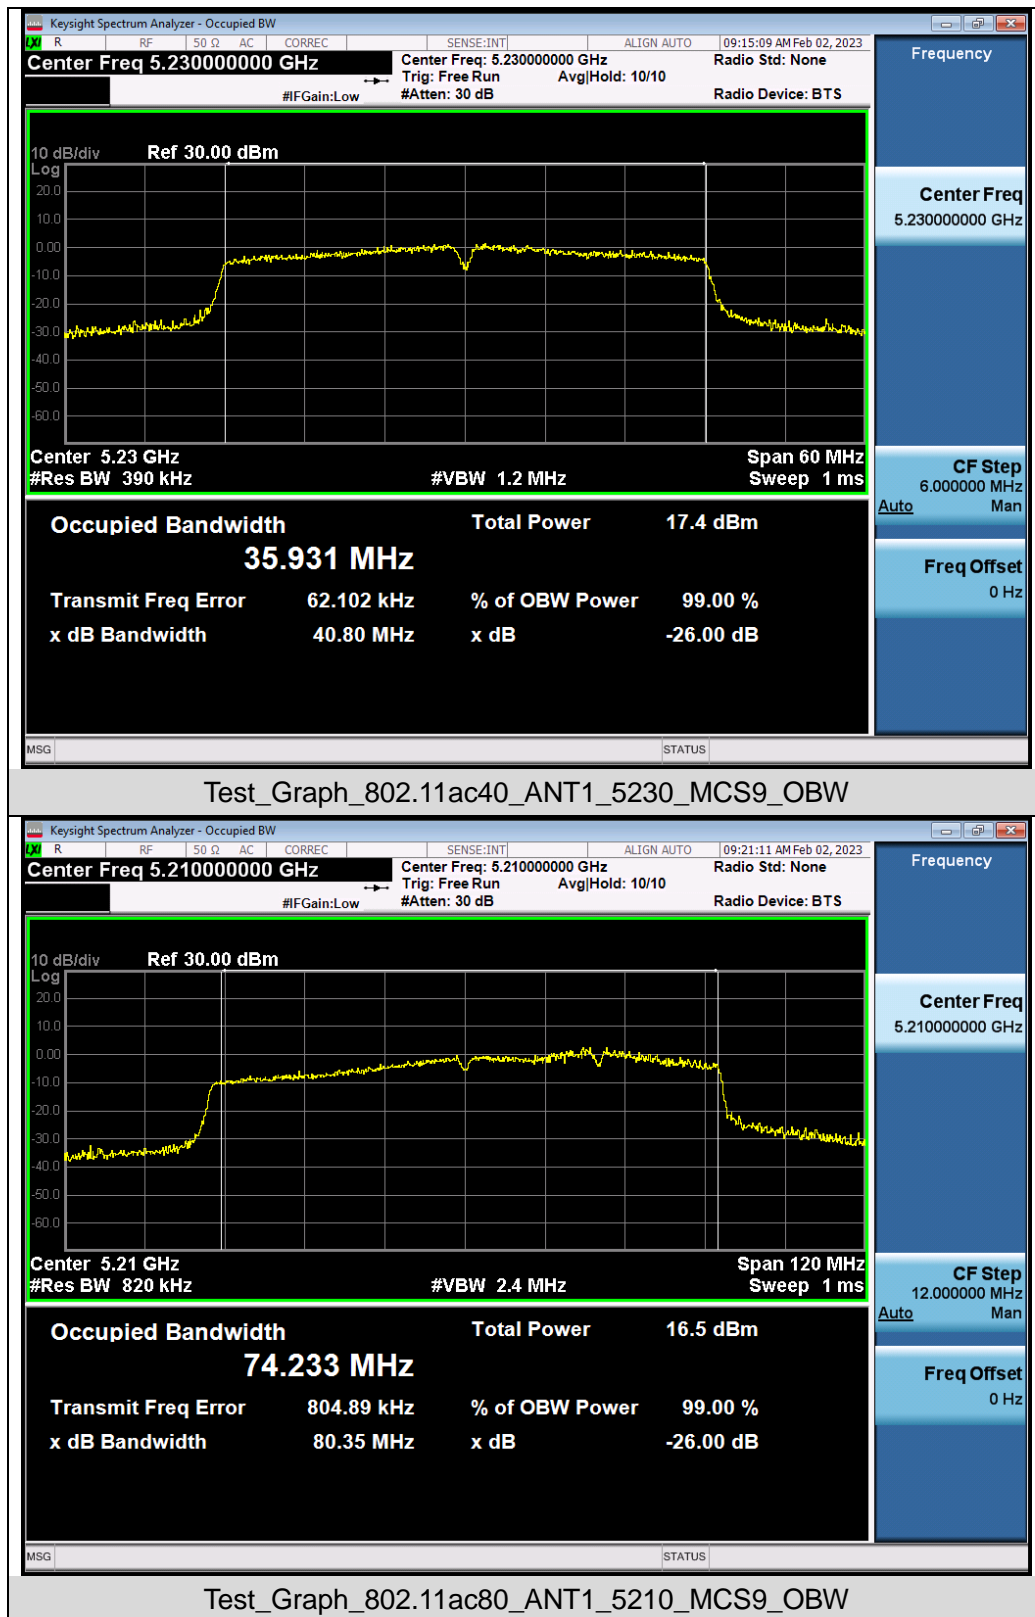 Keysight Spectrum Analyzer - Occupied BW
LXI R RF 50 Ω AC CORREC SENSE:INT ALIGN AUTO 09:15:09 AM Feb 02, 2023
Center Freq 5.230000000 GHz
Center Freq: 5.230000000 GHz Radio Std: None
Trig: Free Run Avg|Hold: 10/10
#IFGain:Low #Atten: 30 dB Radio Device: BTS
Frequency
10 dB/div Ref 30.00 dBm
Log
20.0
10.0
0.00
-10.0
-20.0
-30.0
-40.0
-50.0
-60.0
Center 5.23 GHz Span 60 MHz
#Res BW 390 kHz #VBW 1.2 MHz Sweep 1 ms
Center Freq
5.230000000 GHz
CF Step
6.000000 MHz
Auto Man
Freq Offset
0 Hz
Occupied Bandwidth Total Power 17.4 dBm
35.931 MHz
Transmit Freq Error 62.102 kHz % of OBW Power 99.00 %
x dB Bandwidth 40.80 MHz x dB -26.00 dB
MSG STATUS
Test_Graph_802.11ac40_ANT1_5230_MCS9_OBW
Keysight Spectrum Analyzer - Occupied BW
LXI R RF 50 Ω AC CORREC SENSE:INT ALIGN AUTO 09:21:11 AM Feb 02, 2023
Center Freq 5.210000000 GHz
Center Freq: 5.210000000 GHz Radio Std: None
Trig: Free Run Avg|Hold: 10/10
#IFGain:Low #Atten: 30 dB Radio Device: BTS
Frequency
10 dB/div Ref 30.00 dBm
Log
20.0
10.0
0.00
-10.0
-20.0
-30.0
-40.0
-50.0
-60.0
Center 5.21 GHz Span 120 MHz
#Res BW 820 kHz #VBW 2.4 MHz Sweep 1 ms
Center Freq
5.210000000 GHz
CF Step
12.000000 MHz
Auto Man
Freq Offset
0 Hz
Occupied Bandwidth Total Power 16.5 dBm
74.233 MHz
Transmit Freq Error 804.89 kHz % of OBW Power 99.00 %
x dB Bandwidth 80.35 MHz x dB -26.00 dB
MSG STATUS
Test_Graph_802.11ac80_ANT1_5210_MCS9_OBW